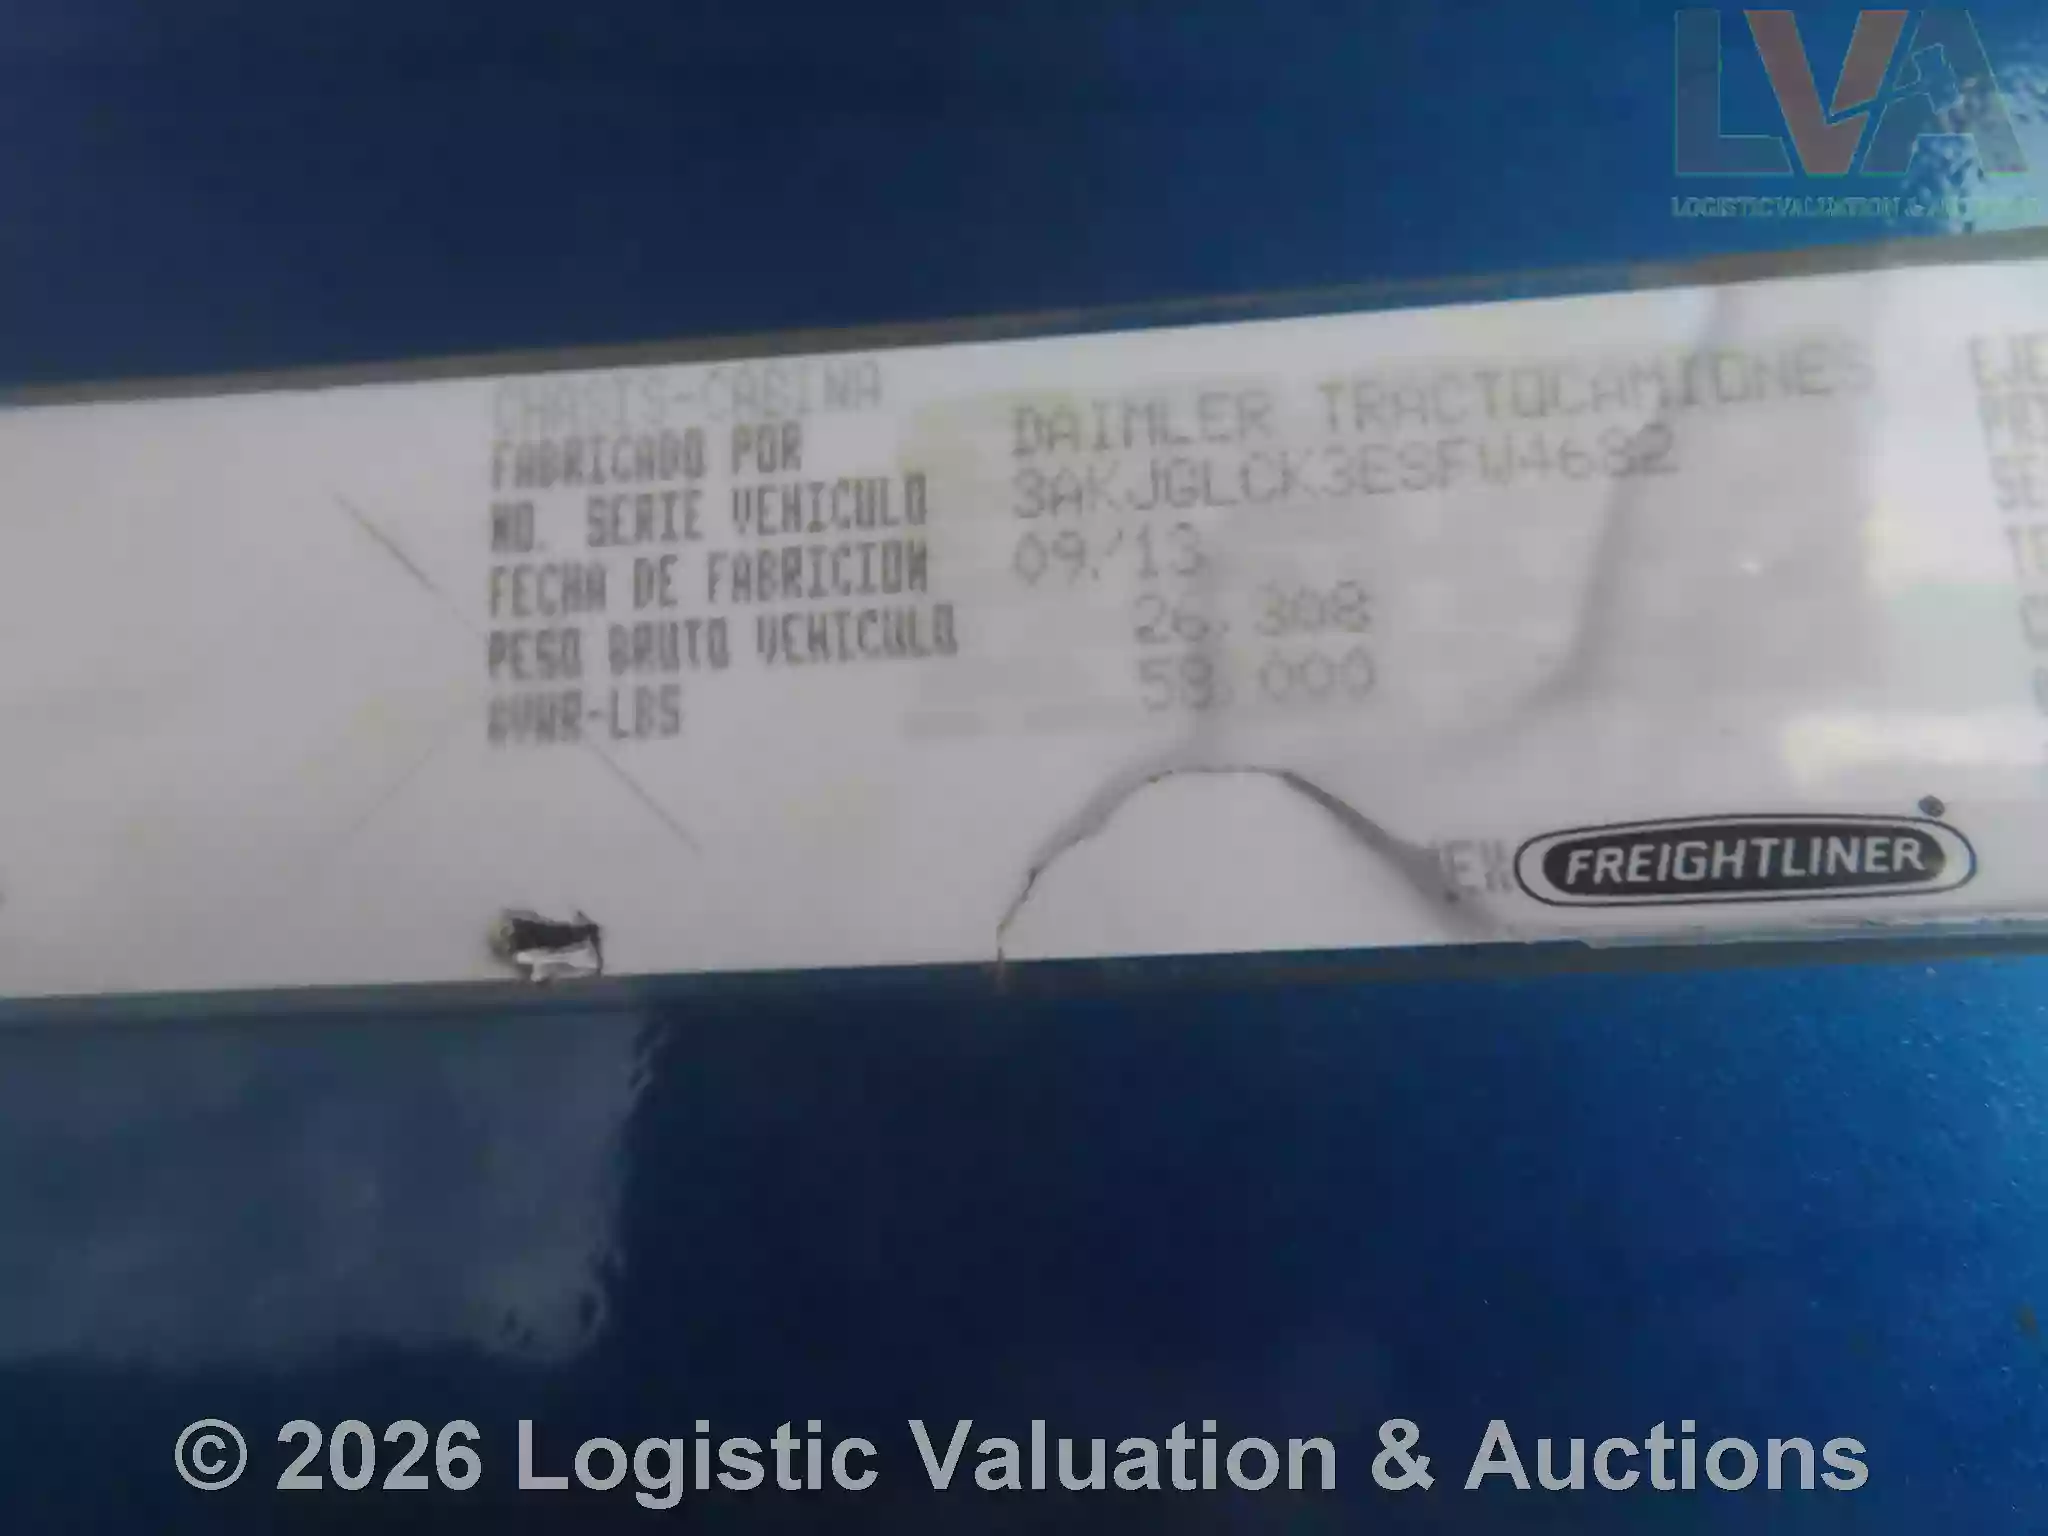 LVA
LOGISTIC VALUATION & AUCTIONS
CHASIS-CABINA
FABRICADO POR DAIMLER TRACTOCAMIONES
NO. SERIE VEHICULO 3AKJGLCK3ESFW4682
FECHA DE FABRICION 09/13
PESO BRUTO VEHICULO 26,308
GVWR-LBS 58,000
FREIGHTLINER
© 2026 Logistic Valuation & Auctions